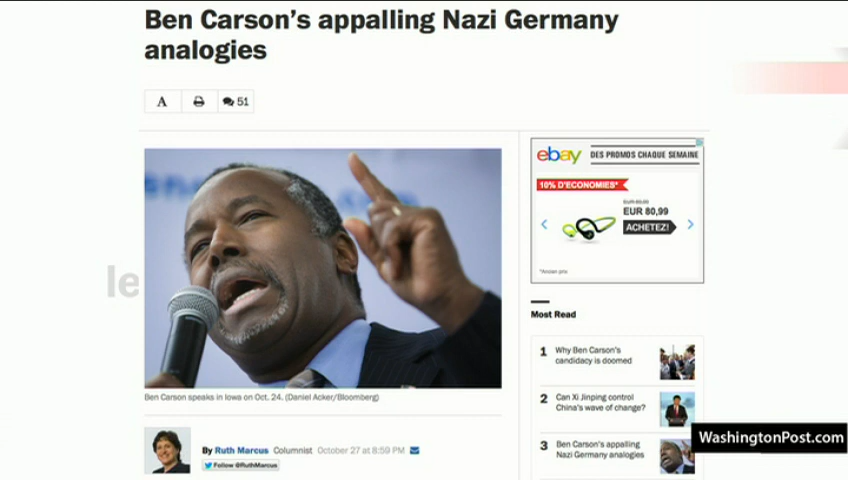 Ben Carson's appalling Nazi Germany
analogies
A
51
le
ebay DES PROMOS CHAQUE SEMAINE
10% D'ECONOMIES*
EUR 80,99
ACHETEZ!
*Ancien prix
Most Read
1 Why Ben Carson's
candidacy is doomed
2 Can Xi Jinping control
China's wave of change?
3 Ben Carson's appalling
Nazi Germany analogies
Ben Carson speaks in Iowa on Oct. 24. (Daniel Acker/Bloomberg)
By Ruth Marcus Columnist October 27 at 8:59 PM
Follow @RuthMarcus
WashingtonPost.com